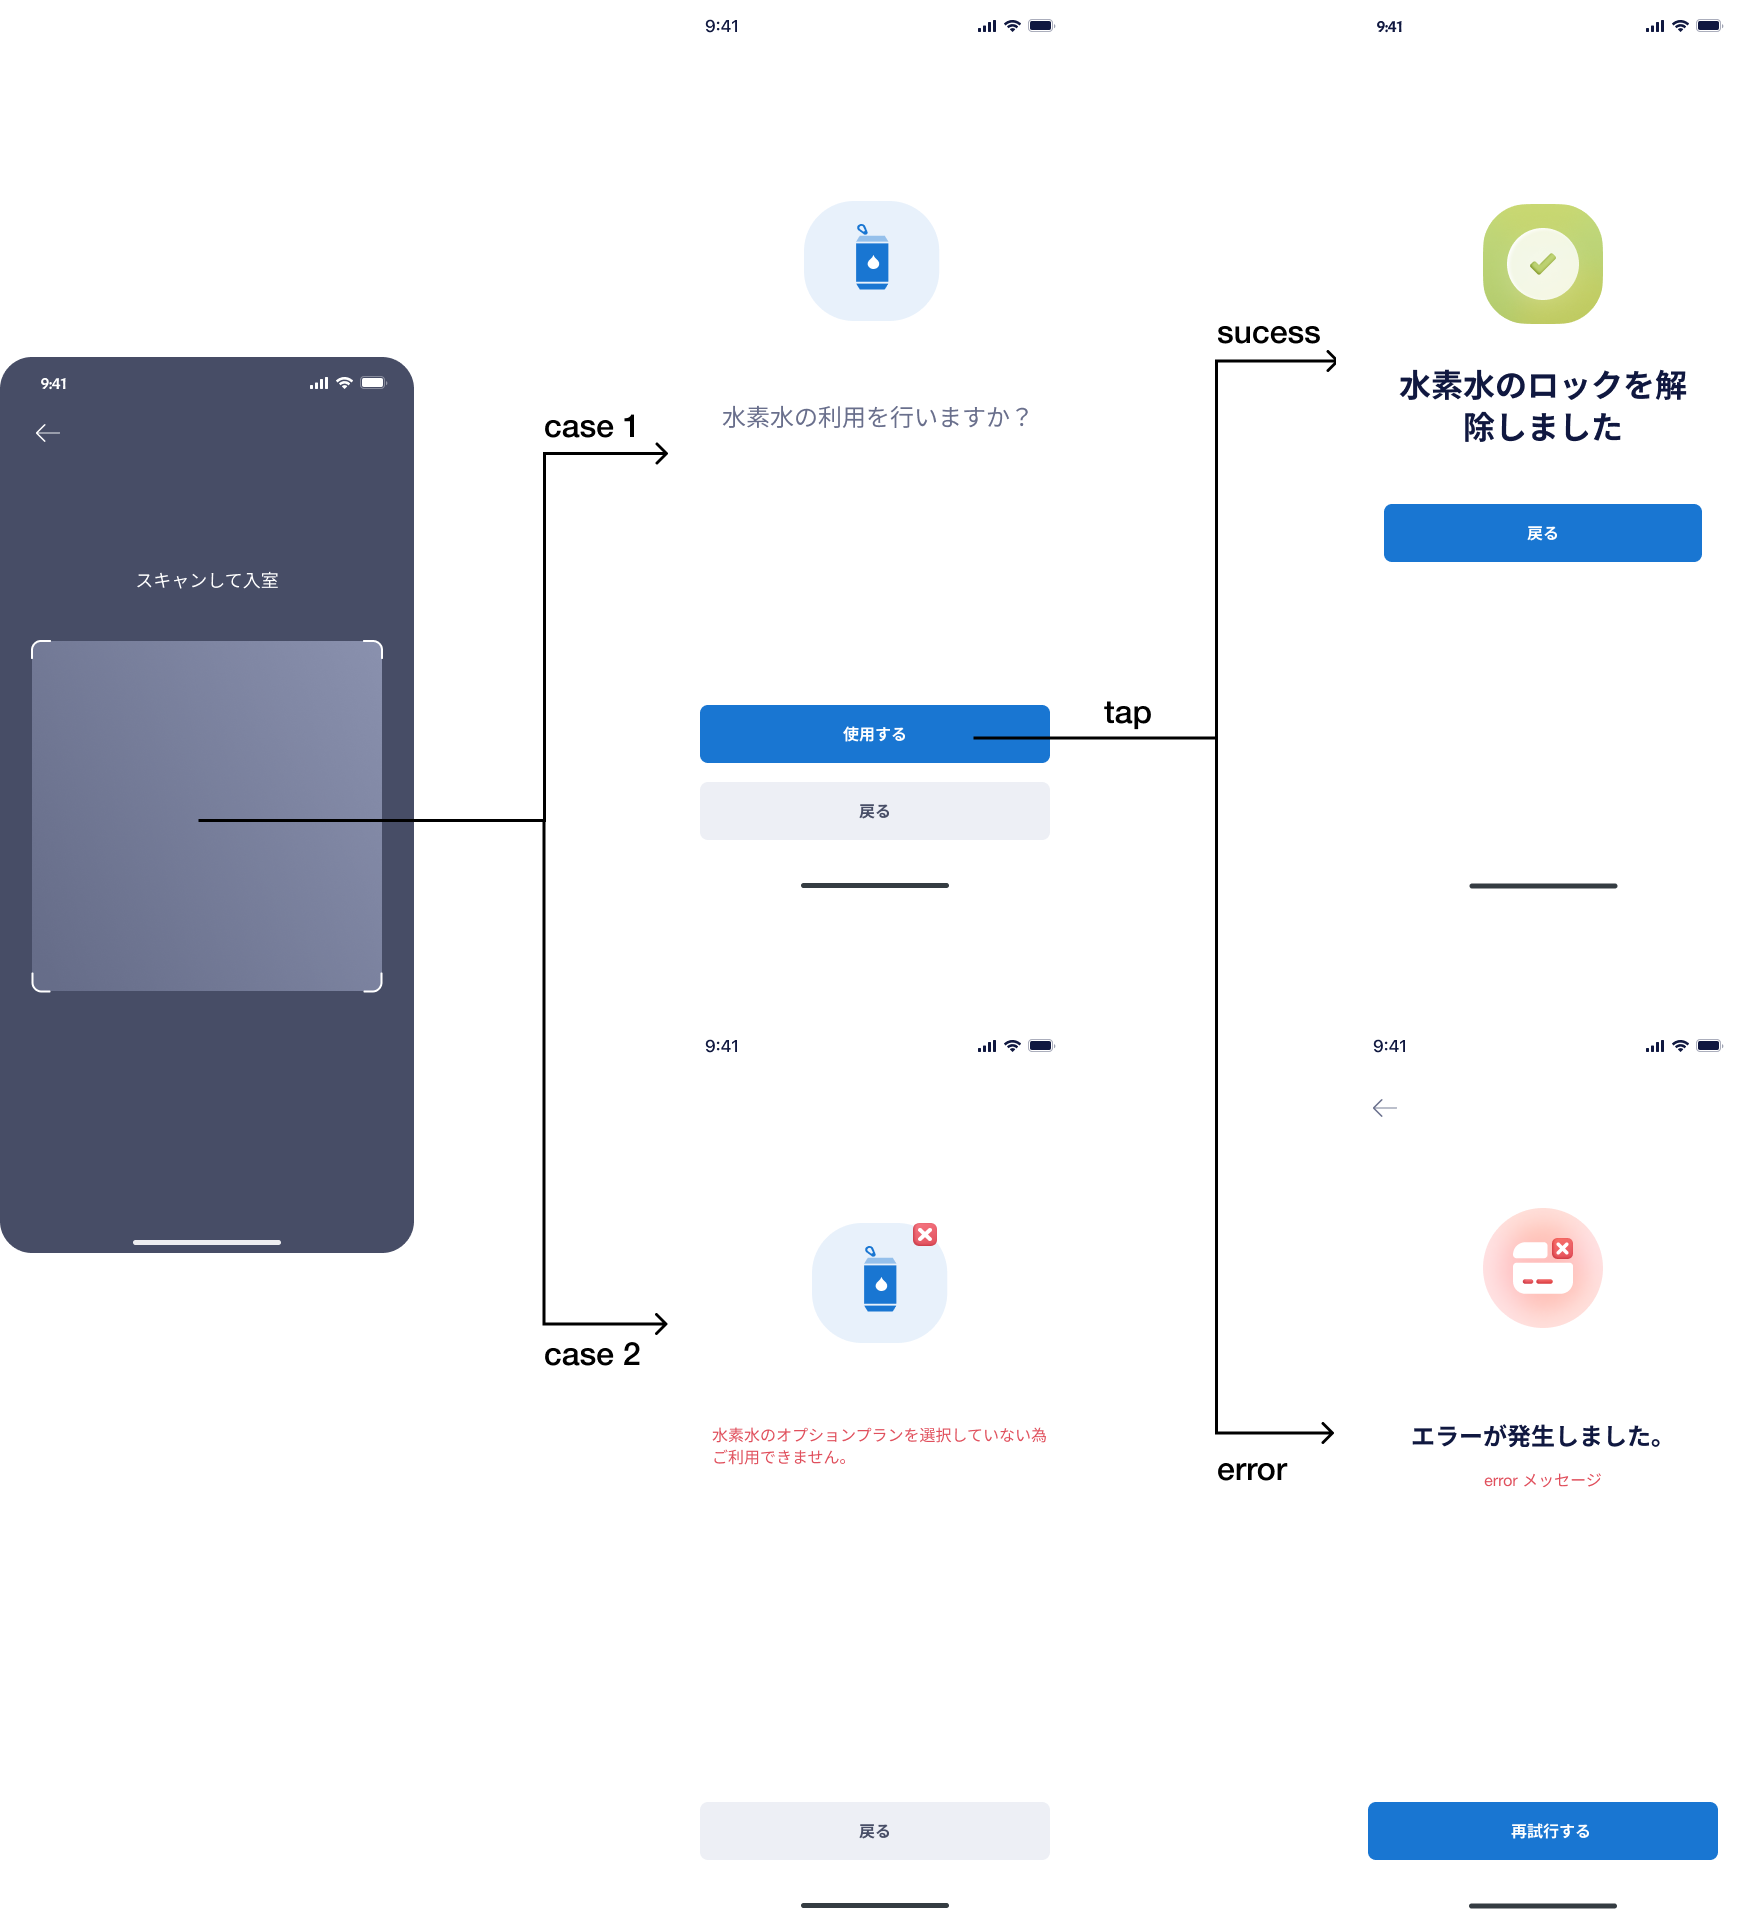 9:41
スキャンして入室
case 1
case 2
9:41
水素水の利用を行いますか？
使用する
戻る
tap
sucess
error
9:41
水素水のロックを解
除しました
戻る
9:41
水素水のオプションプランを選択していない為
ご利用できません。
戻る
9:41
エラーが発生しました。
error メッセージ
再試行する